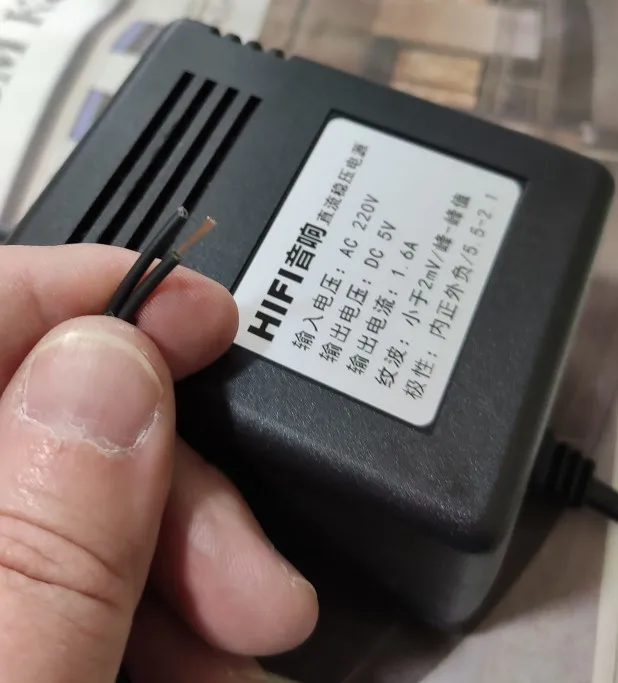 HIFI音响 直流稳压电源
输入电压: AC 220V
输出电压: DC 5V
输出电流: 1.6A
纹波: 小于2mV/峰-峰值
极性: 内正外负/5.5-2.1